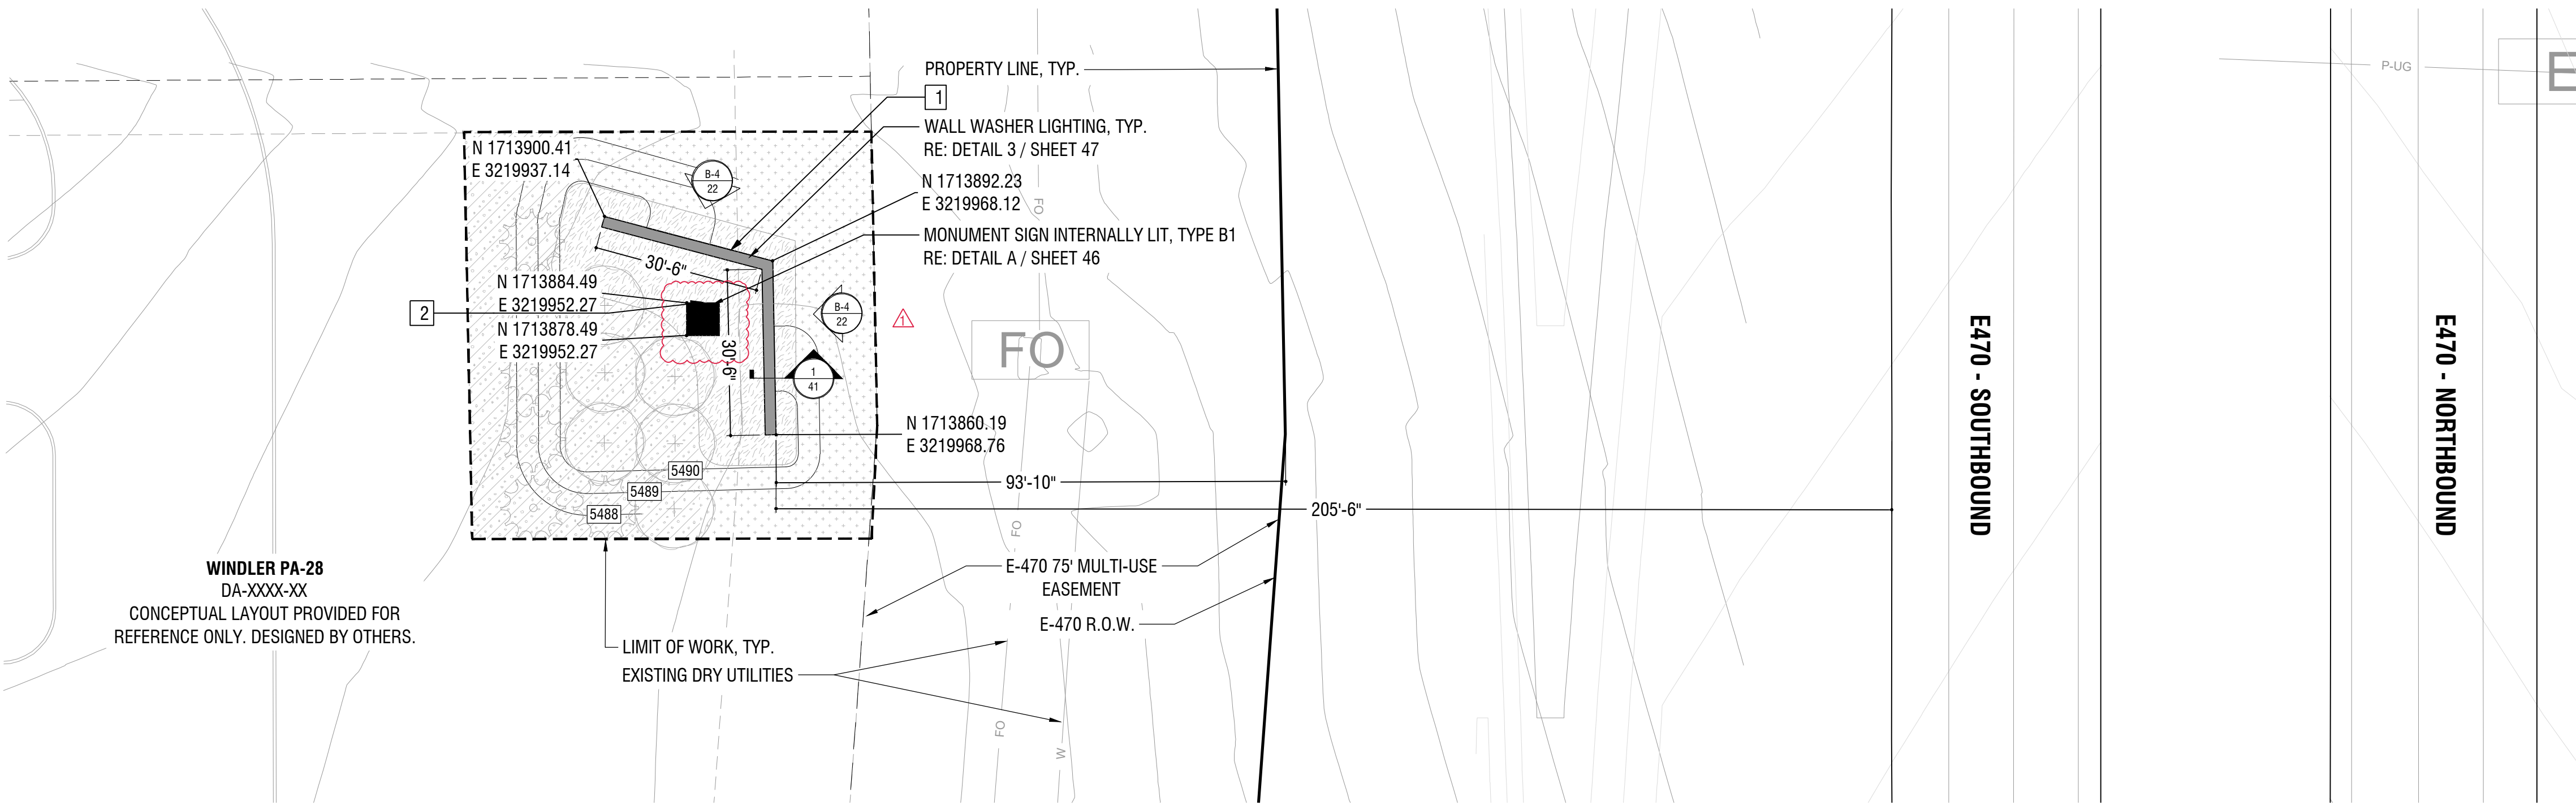 PROPERTY LINE, TYP.
1
WALL WASHER LIGHTING, TYP.
RE: DETAIL 3 / SHEET 47
N 1713900.41
E 3219937.14
B-4
22
N 1713892.23
E 3219968.12
FO
MONUMENT SIGN INTERNALLY LIT, TYPE B1
RE: DETAIL A / SHEET 46
30'-6"
N 1713884.49
E 3219952.27
2
N 1713878.49
E 3219952.27
30'-6"
B-4
22
1
FO
1
41
N 1713860.19
E 3219968.76
5490
5489
5488
93'-10"
205'-6"
FO
WINDLER PA-28
DA-XXXX-XX
CONCEPTUAL LAYOUT PROVIDED FOR
REFERENCE ONLY. DESIGNED BY OTHERS.
E-470 75' MULTI-USE
EASEMENT
E-470 R.O.W.
LIMIT OF WORK, TYP.
EXISTING DRY UTILITIES
FO
W
E470 - SOUTHBOUND
E470 - NORTHBOUND
P-UG
E